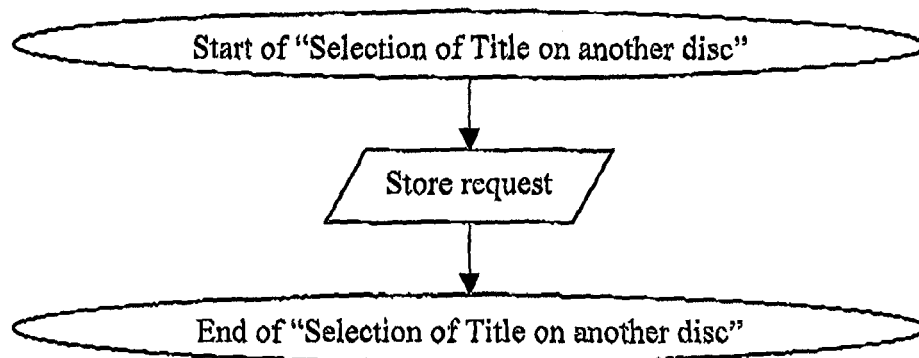 Start of “Selection of Title on another disc”
Store request
End of “Selection of Title on another disc”